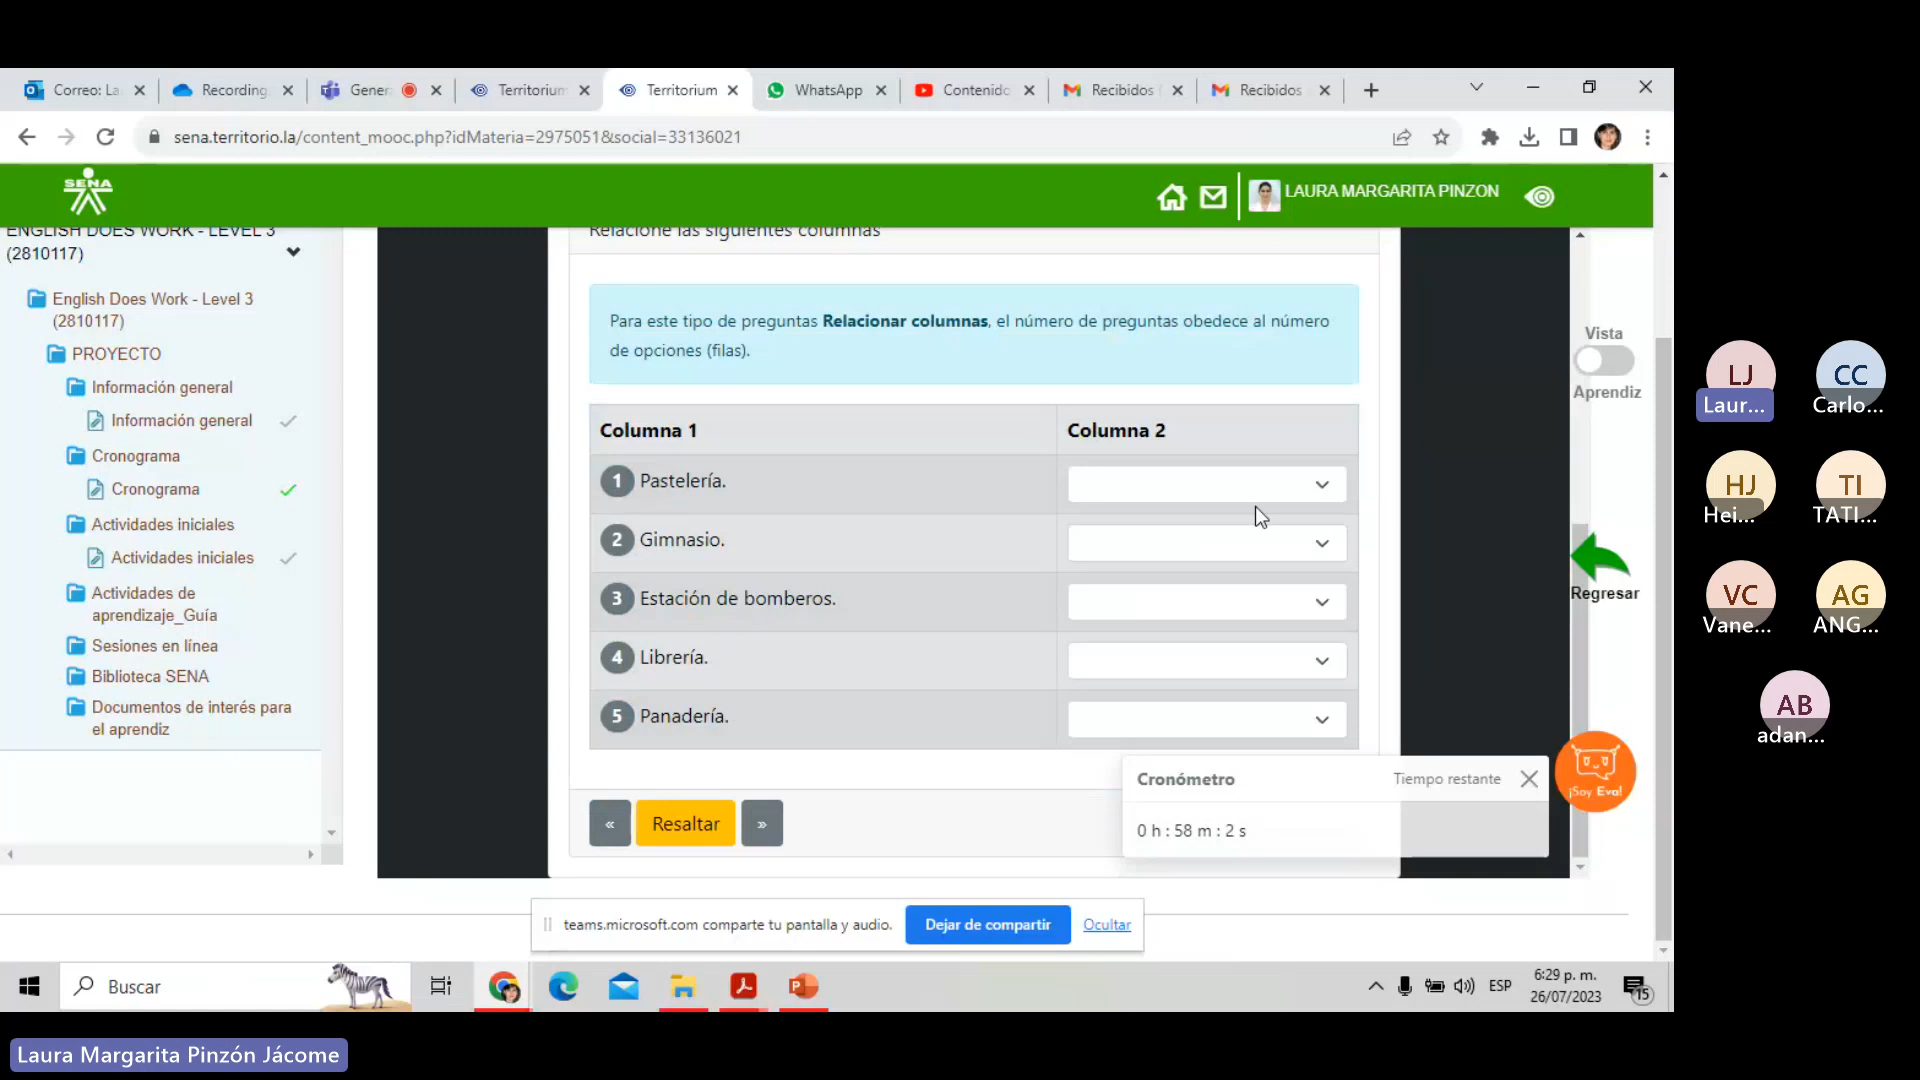 Correo: La
Recording
Gener
Territorium
Territorium
WhatsApp
Contenido
Recibidos
Recibidos
sena.territorio.la/content_mooc.php?idMateria=2975051&social=33136021
SENA
LAURA MARGARITA PINZON
ENGLISH DOES WORK - LEVEL 3
(2810117)
English Does Work - Level 3
(2810117)
PROYECTO
Información general
Información general
Cronograma
Cronograma
Actividades iniciales
Actividades iniciales
Actividades de
aprendizaje_Guía
Sesiones en línea
Biblioteca SENA
Documentos de interés para
el aprendiz
Relacione las siguientes columnas
Para este tipo de preguntas Relacionar columnas, el número de preguntas obedece al número
de opciones (filas).
Columna 1
Columna 2
1 Pastelería.
2 Gimnasio.
3 Estación de bomberos.
4 Librería.
5 Panadería.
« Resaltar »
Cronómetro
Tiempo restante
0 h : 58 m : 2 s
Vista
Aprendiz
Regresar
¡Soy Eva!
teams.microsoft.com comparte tu pantalla y audio.
Dejar de compartir
Ocultar
Buscar
ESP
6:29 p. m.
26/07/2023
15
LJ
Laur...
CC
Carlo...
HJ
Hei...
TI
TATI...
VC
Vane...
AG
ANG...
AB
adan...
Laura Margarita Pinzón Jácome